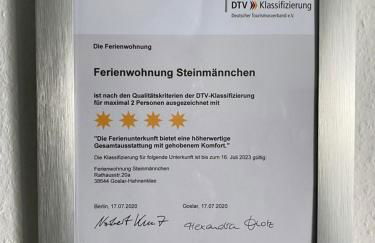 DTV Klassifizierung
Deutscher Tourismusverband e.V.
Die Ferienwohnung
Ferienwohnung Steinmännchen
ist nach den Qualitätskriterien der DTV-Klassifizierung
für maximal 2 Personen ausgezeichnet mit
"Die Ferienunterkunft bietet eine höherwertige
Gesamtausstattung mit gehobenem Komfort."
Die Klassifizierung für folgende Unterkunft ist bis zum 16. Juli 2023 gültig:
Ferienwohnung Steinmännchen
Rathausstr.20a
38644 Goslar-Hahnenklee
Berlin, 17.07.2020 Goslar, 17.07.2020